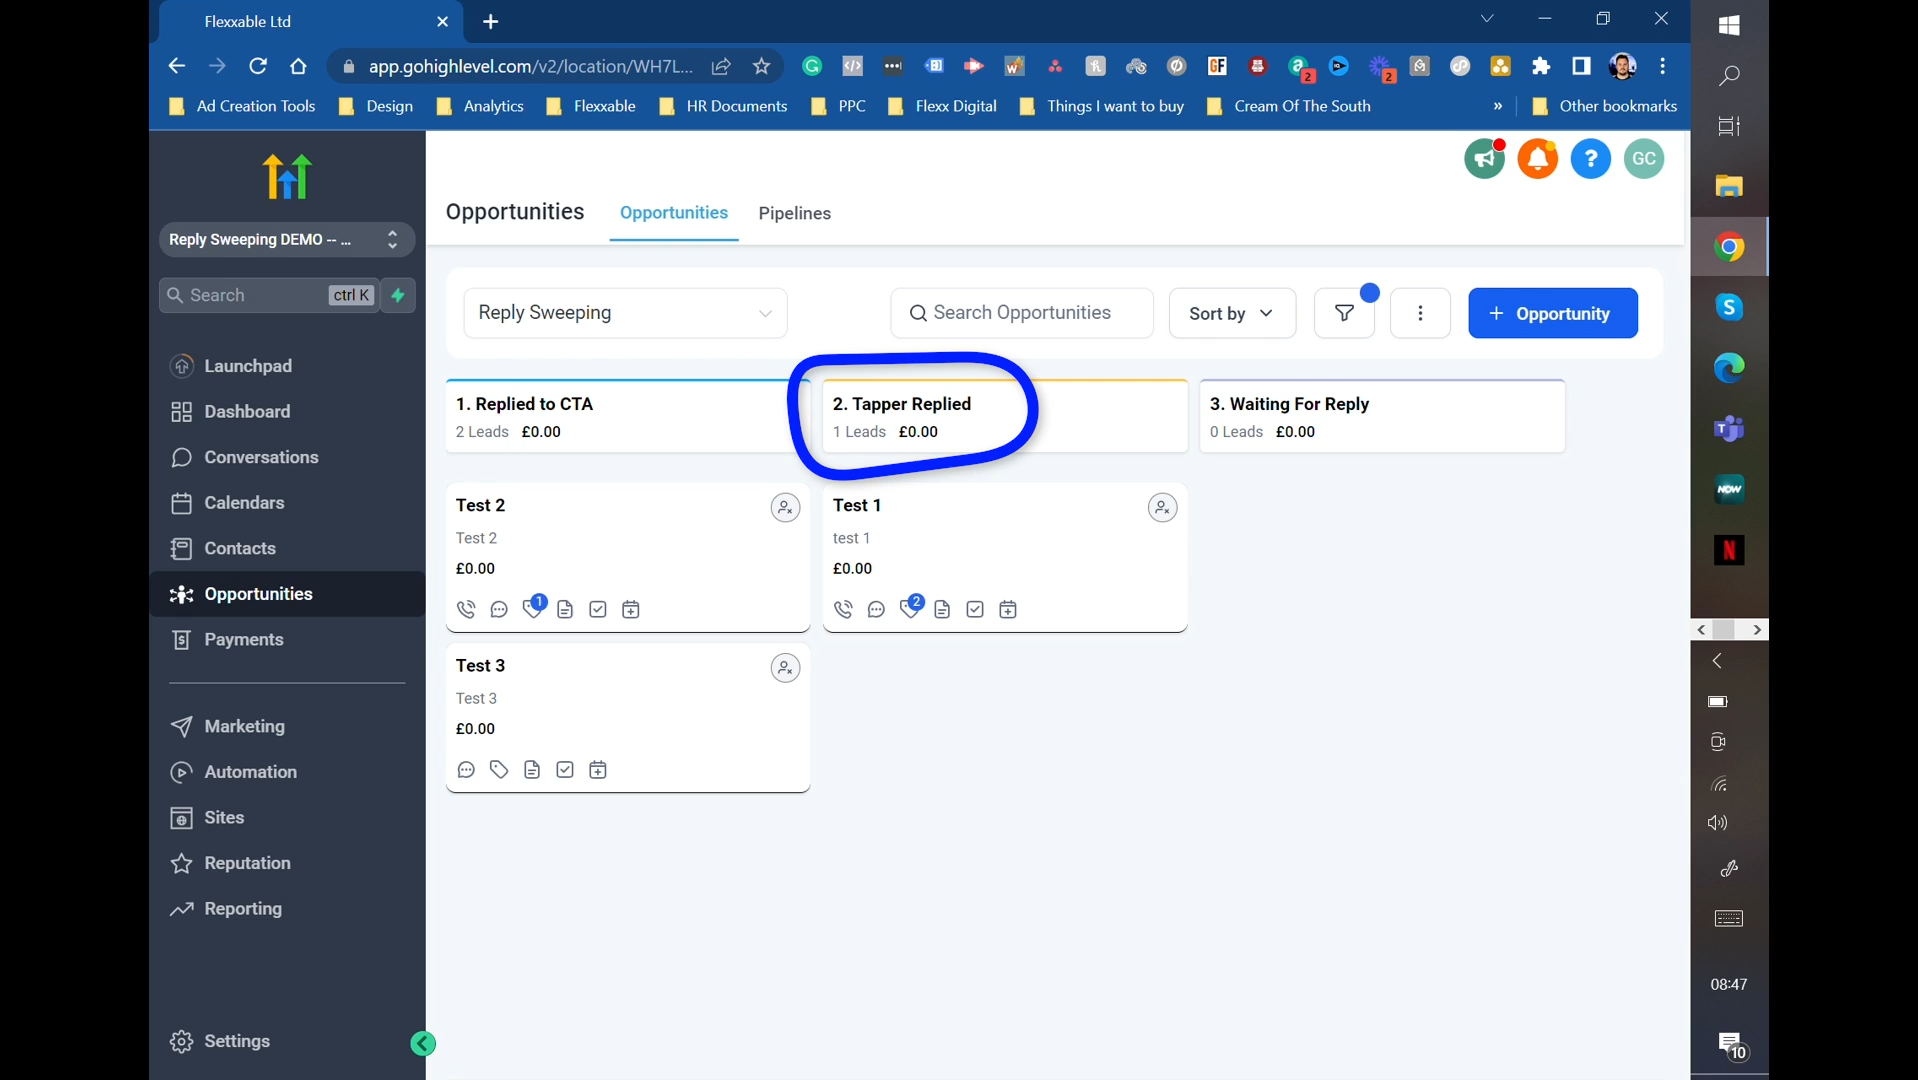 Flexxable Ltd
app.gohighlevel.com/v2/location/WH7L...
GF
2
2
Ad Creation Tools
Design
Analytics
Flexxable
HR Documents
PPC
Flexx Digital
Things I want to buy
Cream Of The South
»
Other bookmarks
Reply Sweeping DEMO -- ...
Search
ctrl K
Launchpad
Dashboard
Conversations
Calendars
Contacts
Opportunities
Payments
Marketing
Automation
Sites
Reputation
Reporting
Settings
?
GC
Opportunities
Opportunities
Pipelines
Reply Sweeping
Search Opportunities
Sort by
+ Opportunity
1. Replied to CTA
2 Leads £0.00
2. Tapper Replied
1 Leads £0.00
3. Waiting For Reply
0 Leads £0.00
Test 2
Test 2
£0.00
1
Test 1
test 1
£0.00
2
Test 3
Test 3
£0.00
S
T
NOW
N
08:47
10